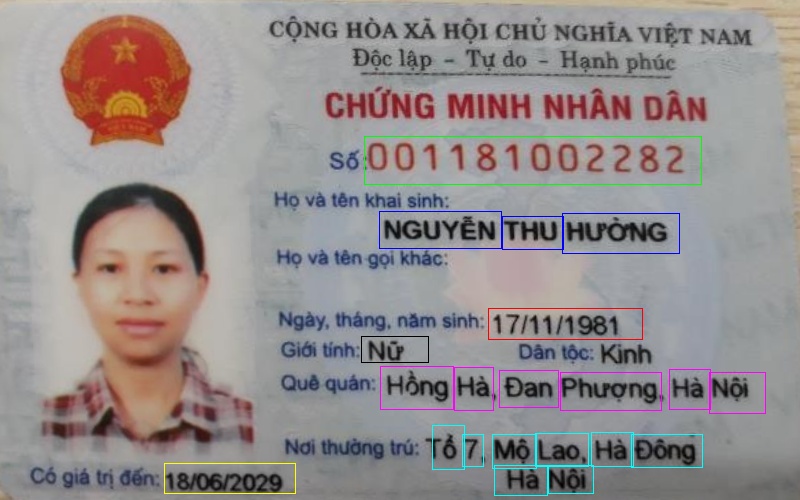 CỘNG HÒA XÃ HỘI CHỦ NGHĨA VIỆT NAM
Độc lập - Tự do - Hạnh phúc
CHỨNG MINH NHÂN DÂN
Số: 001181002282
Họ và tên khai sinh:
NGUYỄN THU HƯỜNG
Họ và tên gọi khác:
Ngày, tháng, năm sinh: 17/11/1981
Giới tính: Nữ Dân tộc: Kinh
Quê quán: Hồng Hà, Đan Phượng, Hà Nội
Nơi thường trú: Tổ 7, Mộ Lao, Hà Đông
Hà Nội
Có giá trị đến: 18/06/2029